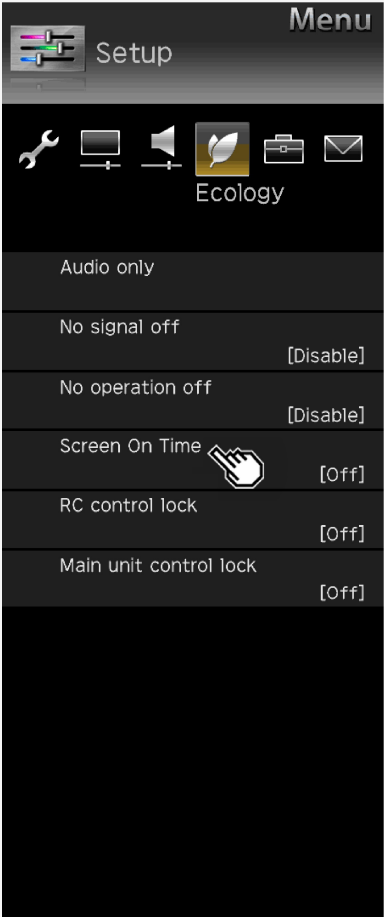 Menu
Setup
Ecology
Audio only
No signal off
[Disable]
No operation off
[Disable]
Screen On Time
[Off]
RC control lock
[Off]
Main unit control lock
[Off]